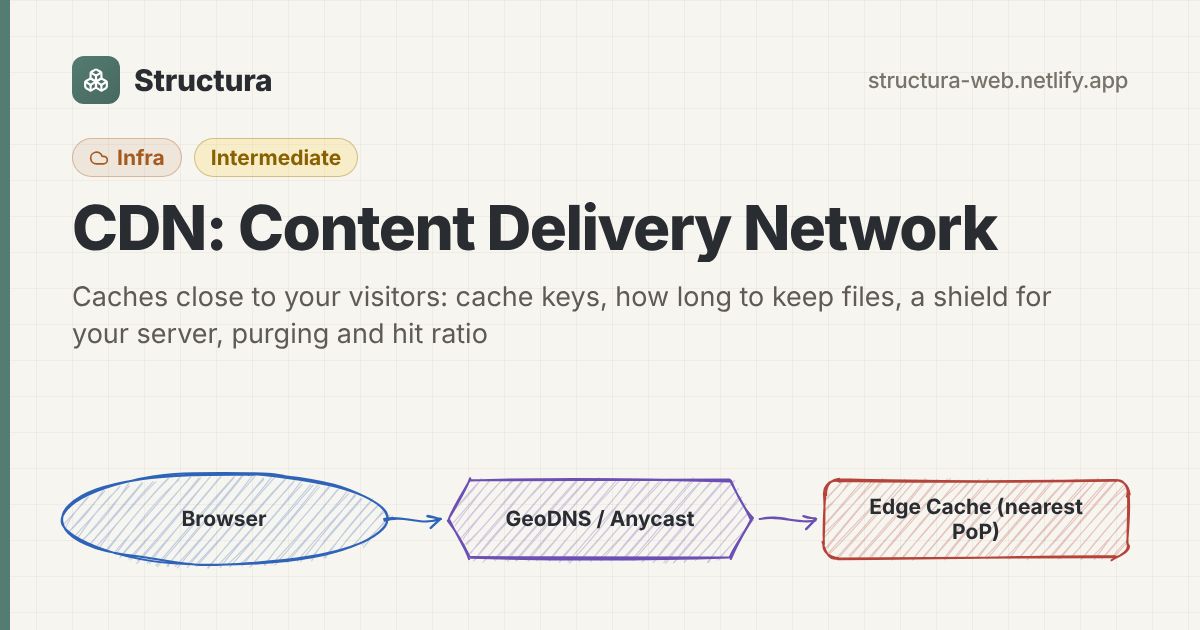 Structura
structura-web.netlify.app
Infra
Intermediate
CDN: Content Delivery Network
Caches close to your visitors: cache keys, how long to keep files, a shield for
your server, purging and hit ratio
Browser
GeoDNS / Anycast
Edge Cache (nearest
PoP)